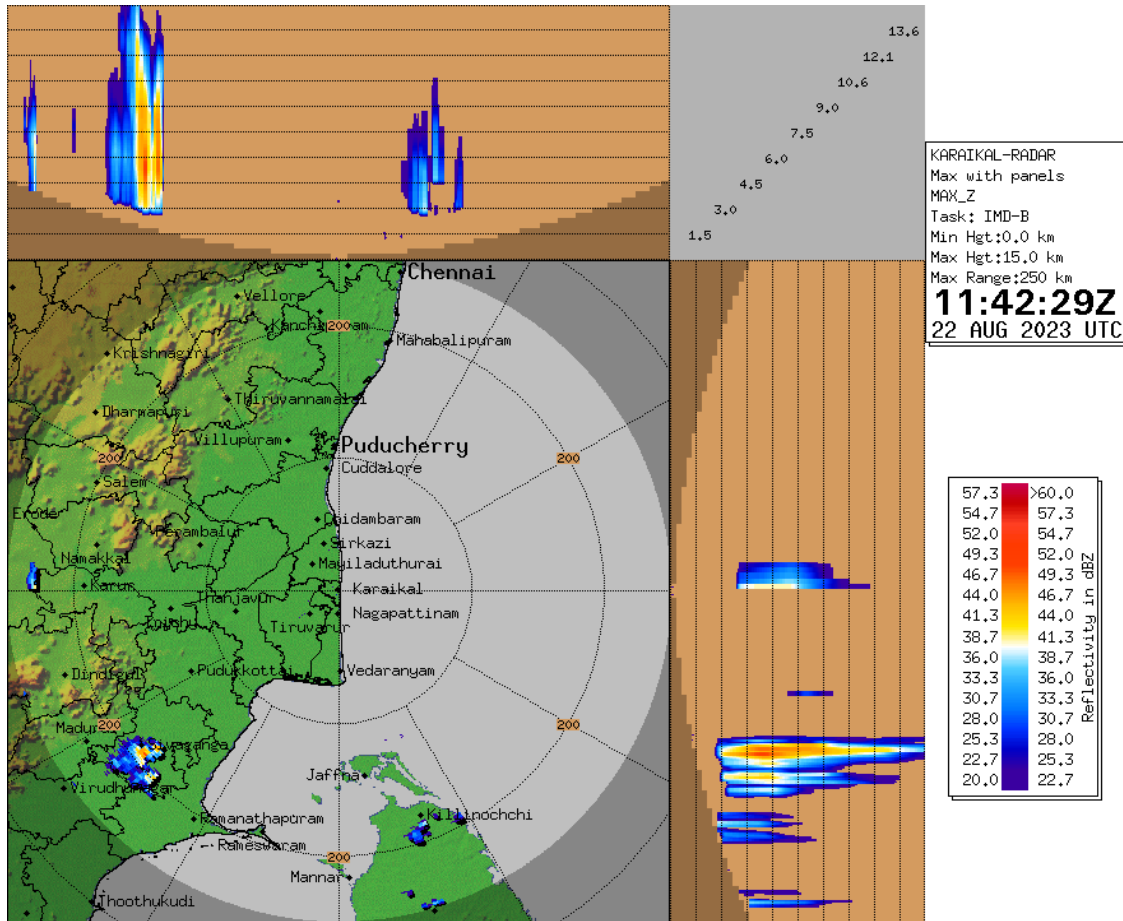 13.6
12.1
10.6
9.0
7.5
6.0
4.5
3.0
1.5
KARAIKAL-RADAR
Max with panels
MAX_Z
Task: IMD-B
Min Hgt:0.0 km
Max Hgt:15.0 km
Max Range:250 km
11:42:29Z
22 AUG 2023 UTC
Chennai
Vellore
200
Mahabalipuram
Krishnagiri
Thiruvannamalai
Dharmapuri
Villupuram
Puducherry
200
200
Cuddalore
Salem
Erode
Chidambaram
Perambalur
Sirkazi
Namakkal
Mayiladuthurai
Karur
Karaikal
Thanjavur
Nagapattinam
Tiruvarur
Dindigul
Pudukkottai
Vedaranyam
200
200
Jaffna
Virudhunagar
Killinochchi
Ramanathapuram
Rameswaram
200
Mannar
Thoothukudi
57.3 >60.0
54.7 57.3
52.0 54.7
49.3 52.0
46.7 49.3
44.0 46.7
41.3 44.0
38.7 41.3
36.0 38.7
33.3 36.0
30.7 33.3
28.0 30.7
25.3 28.0
22.7 25.3
20.0 22.7
Reflectivity in dBZ